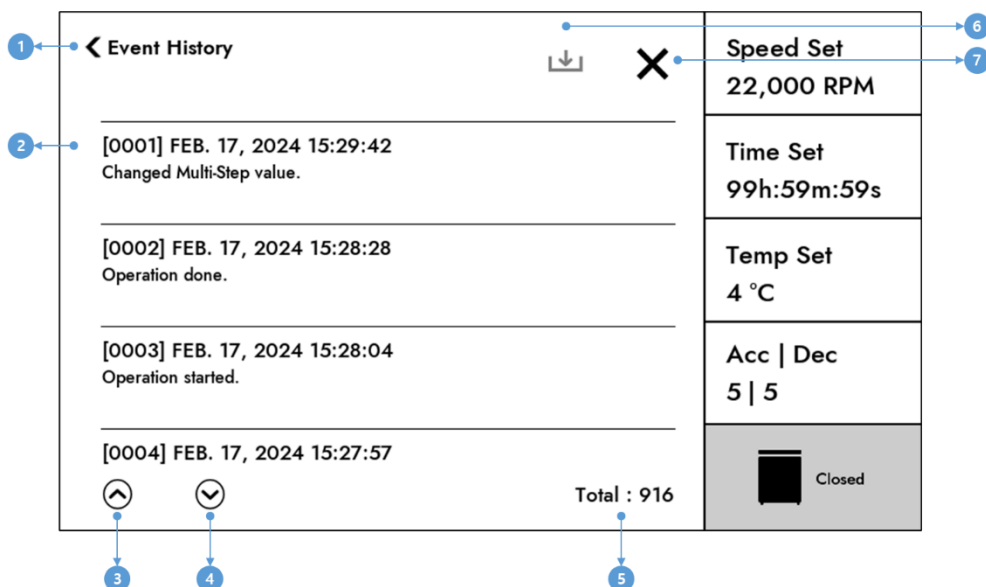 1
Event History
6
7
2
[0001] FEB. 17, 2024 15:29:42
Changed Multi-Step value.
[0002] FEB. 17, 2024 15:28:28
Operation done.
[0003] FEB. 17, 2024 15:28:04
Operation started.
[0004] FEB. 17, 2024 15:27:57
Total : 916
3
4
5
Speed Set
22,000 RPM
Time Set
99h:59m:59s
Temp Set
4 °C
Acc | Dec
5 | 5
Closed